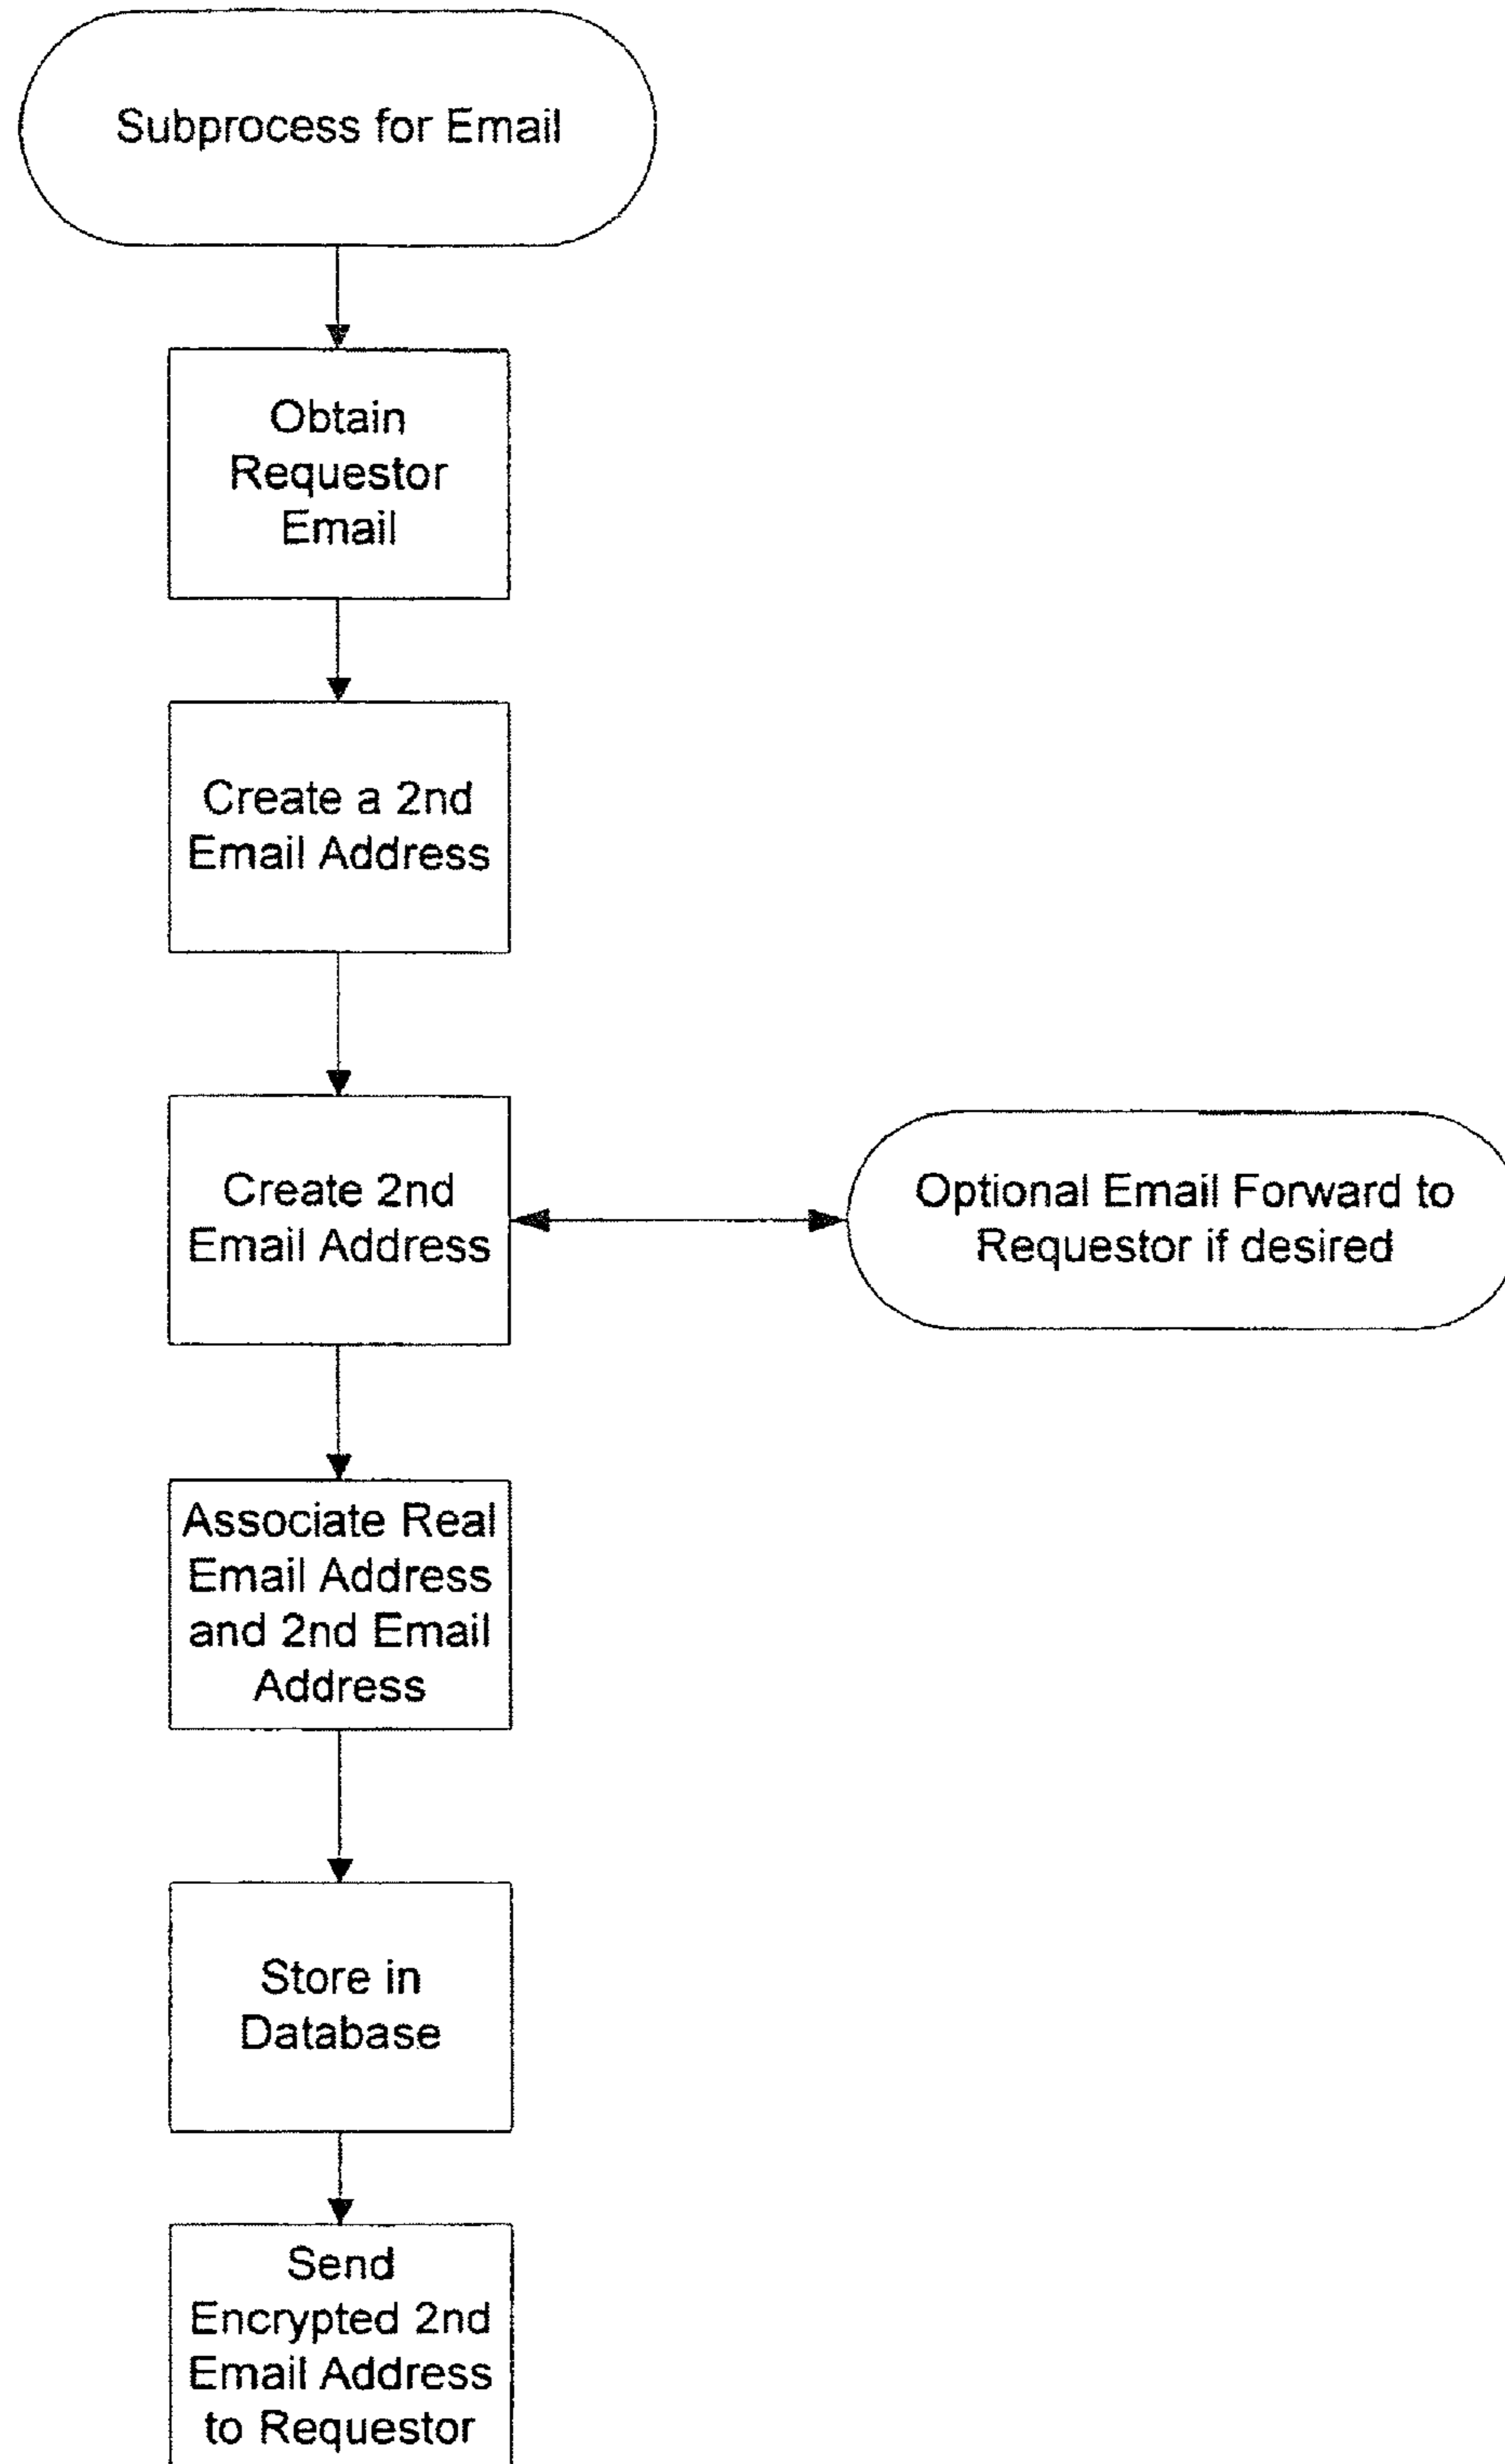 Subprocess for Email
Obtain
Requestor
Email
Create a 2nd
Email Address
Create 2nd
Email Address
Optional Email Forward to
Requestor if desired
Associate Real
Email Address
and 2nd Email
Address
Store in
Database
Send
Encrypted 2nd
Email Address
to Requestor